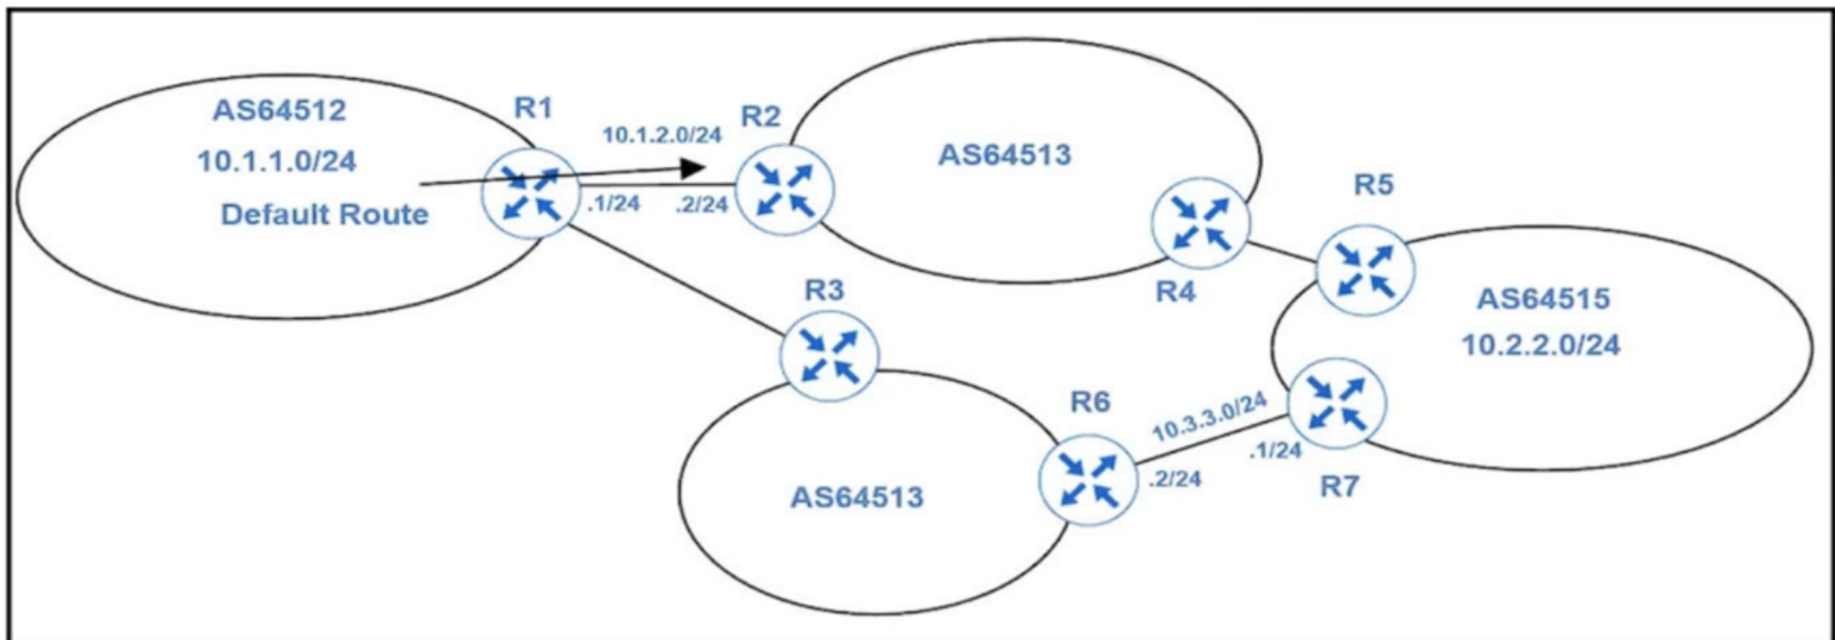 AS64512
10.1.1.0/24
Default Route
R1
10.1.2.0/24
.1/24
.2/24
R2
AS64513
R4
R5
AS64515
10.2.2.0/24
R3
AS64513
R6
10.3.3.0/24
.2/24
.1/24
R7